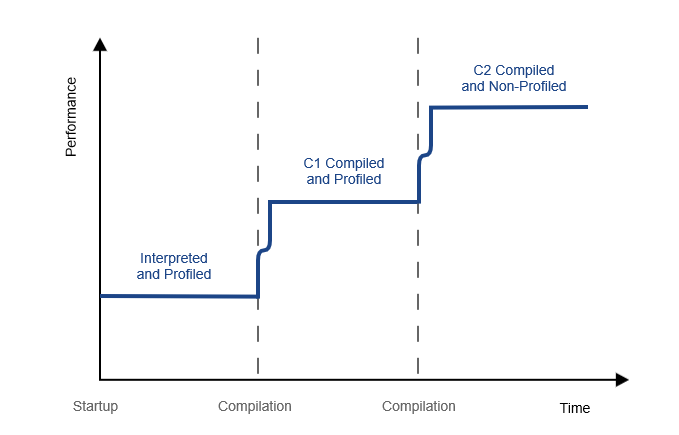 Performance
C2 Compiled
and Non-Profiled
C1 Compiled
and Profiled
Interpreted
and Profiled
Startup
Compilation
Compilation
Time